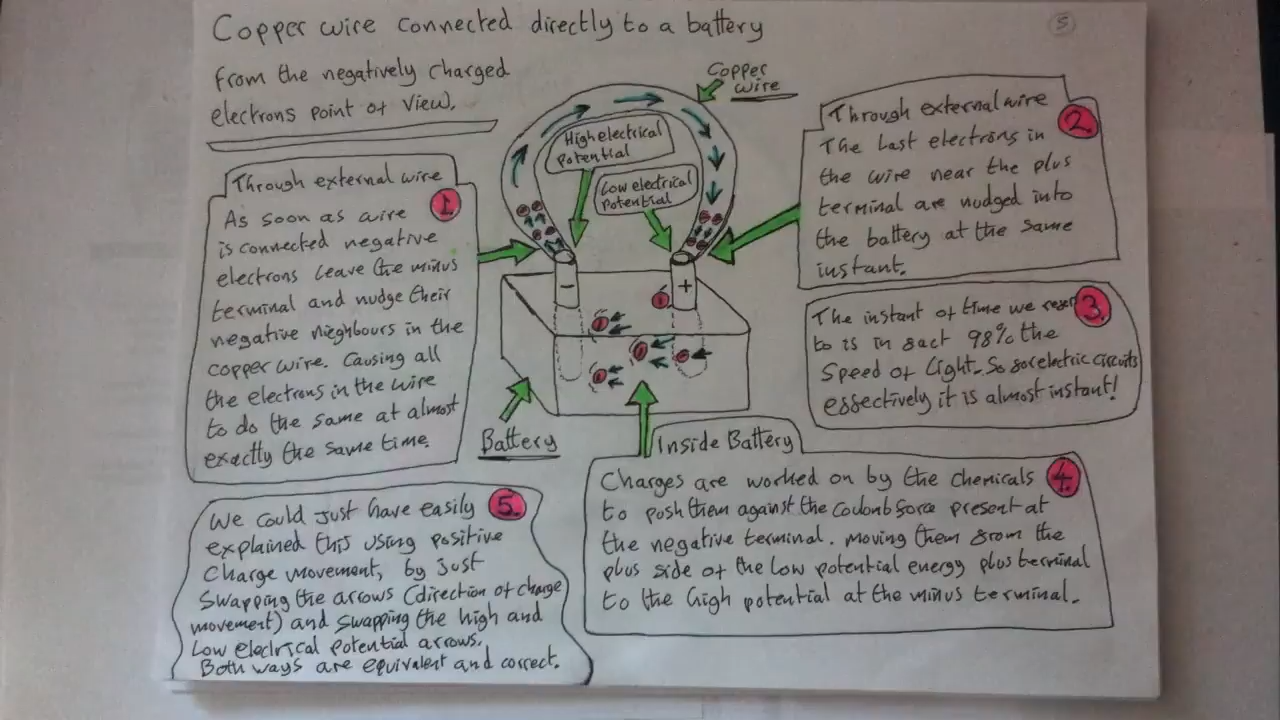 Copper wire connected directly to a battery
5
from the negatively charged
electrons point of view.
Copper
wire
High electrical
potential
Low electrical
potential
-
+
Battery
Through external wire
1.
As soon as wire
is connected negative
electrons leave the minus
terminal and nudge their
negative nieghbours in the
copper wire. Causing all
the electrons in the wire
to do the same at almost
exactly the same time.
Through external wire
2.
The last electrons in
the wire near the plus
terminal are nudged into
the battery at the same
instant.
3.
The instant of time we
to is in fact 98% the
speed of light. So for electric circuits
effectively it is almost instant!
Inside Battery
4.
Charges are worked on by the chemicals
to push them against the Coulonb force present at
the negative terminal. moving them from the
plus side of the low potential energy plus terminal
to the high potential at the minus terminal.
5.
We could just have easily
explained this using positive
charge movement, by just
swapping the arrows (direction of charge
movement) and swapping the high and
Low electrical potential arrows.
Both ways are equivalent and correct.